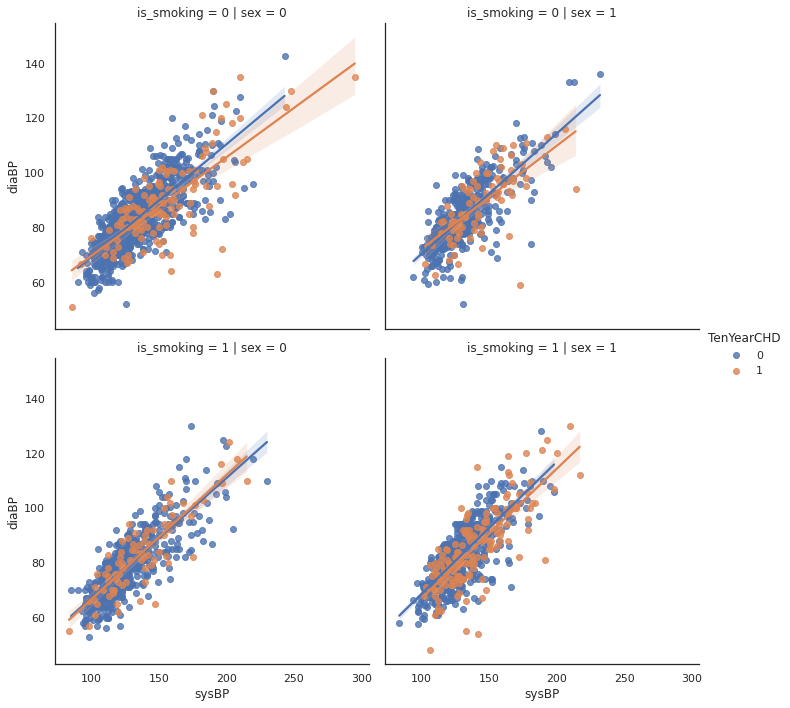 is_smoking = 0 | sex = 0
is_smoking = 0 | sex = 1
140
120
100
80
60
diaBP
TenYearCHD
0
1
is_smoking = 1 | sex = 0
is_smoking = 1 | sex = 1
140
120
100
80
60
diaBP
100 150 200 250 300
100 150 200 250 300
sysBP
sysBP